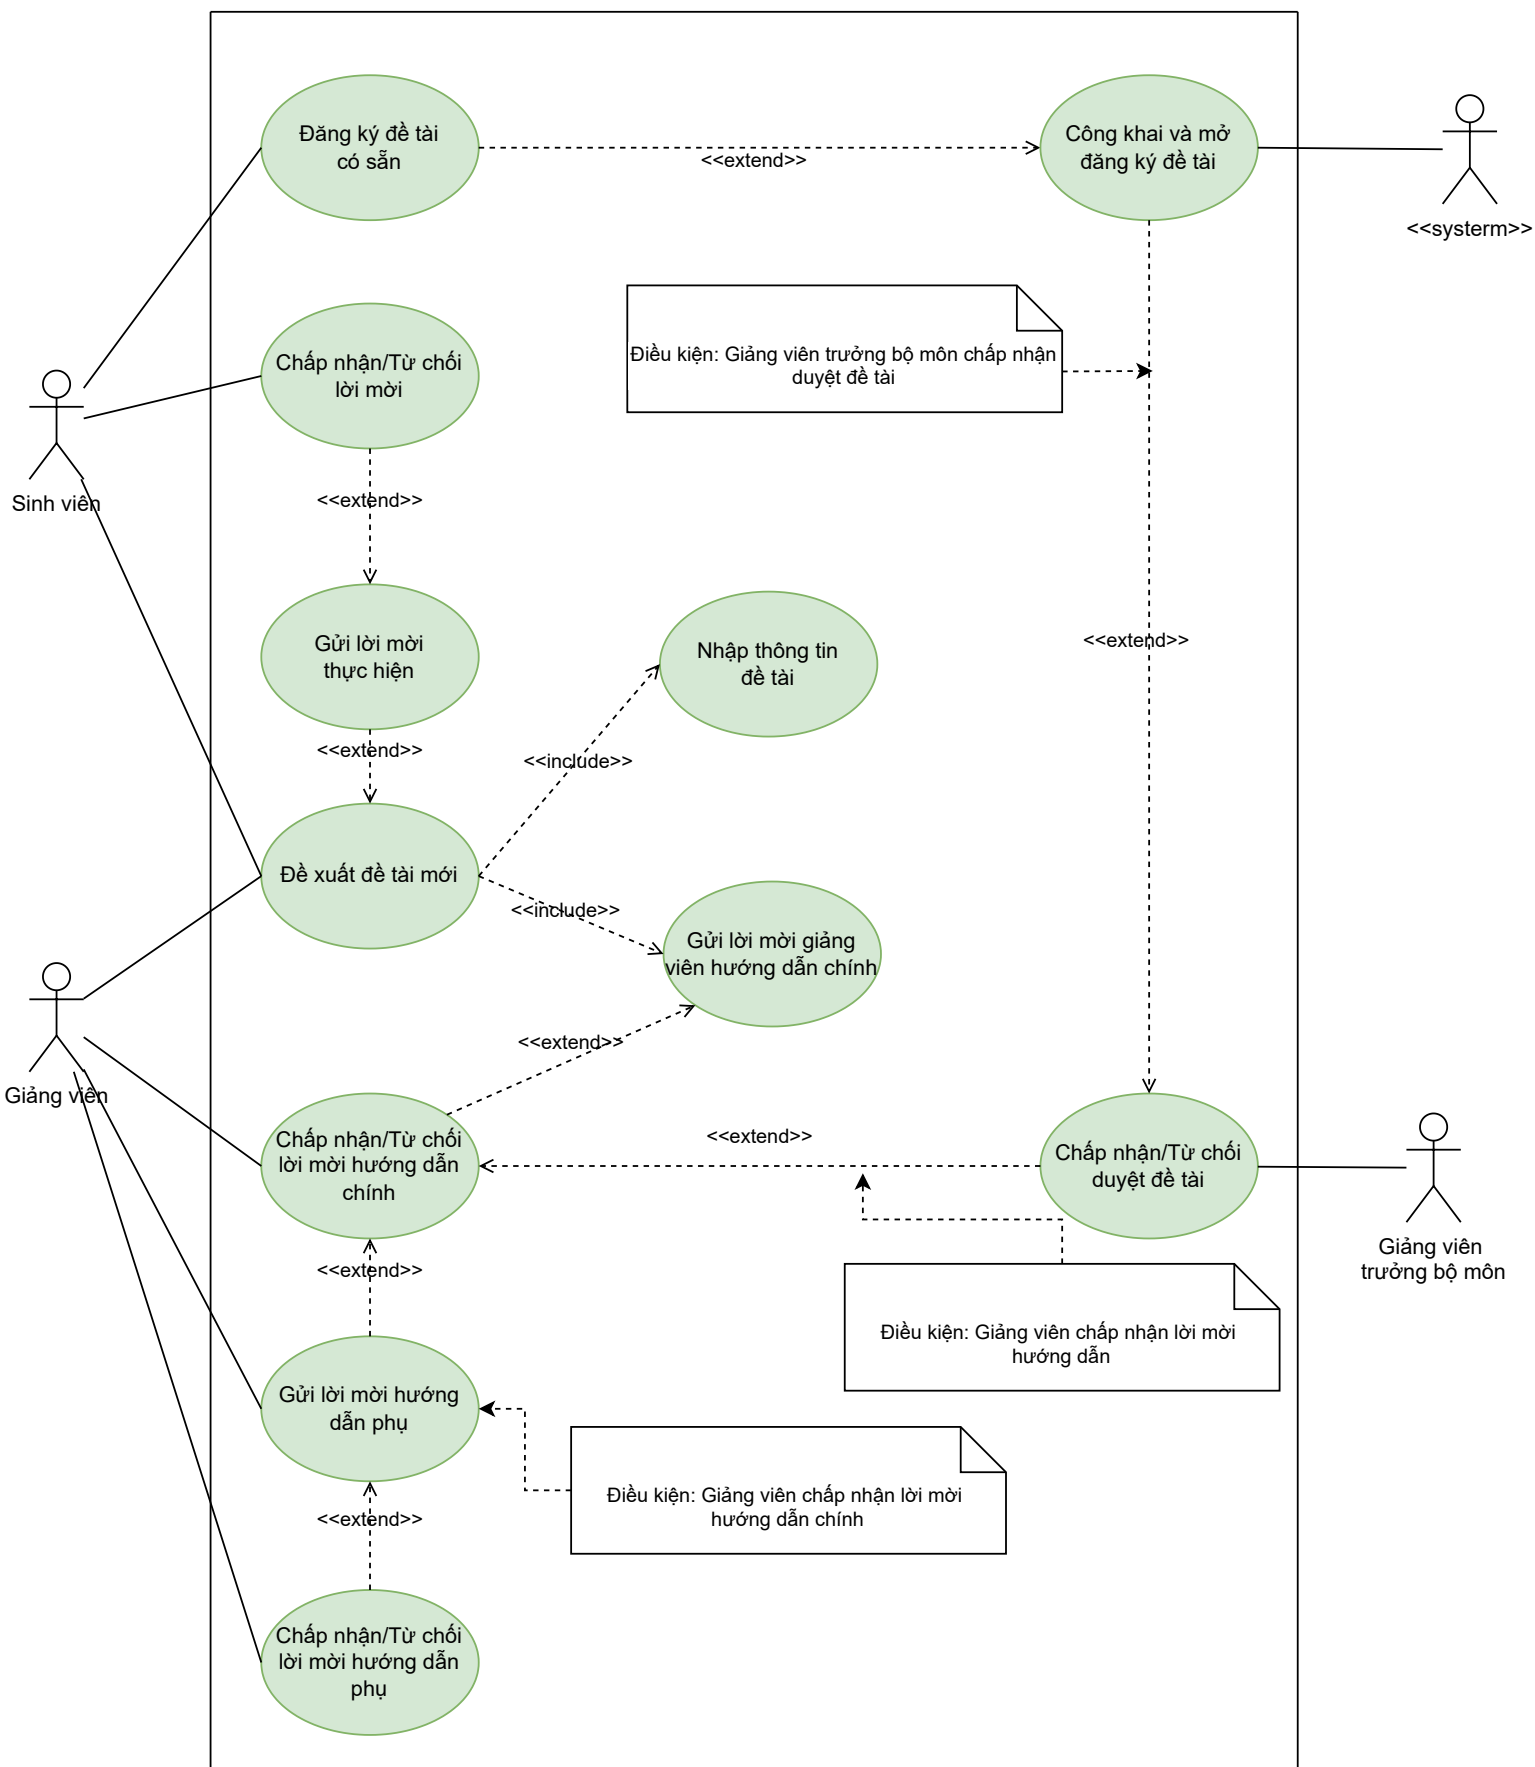 Đăng ký đề tài
có sẵn
<<extend>>
Công khai và mở
đăng ký đề tài
<<systerm>>
Điều kiện: Giảng viên trưởng bộ môn chấp nhận
duyệt đề tài
Chấp nhận/Từ chối
lời mời
Sinh viên
<<extend>>
Gửi lời mời
thực hiện
Nhập thông tin
đề tài
<<extend>>
<<extend>>
<<include>>
Đề xuất đề tài mới
<<include>>
Gửi lời mời giảng
viên hướng dẫn chính
<<extend>>
Giảng viên
Chấp nhận/Từ chối
lời mời hướng dẫn
chính
<<extend>>
Chấp nhận/Từ chối
duyệt đề tài
Giảng viên
trưởng bộ môn
<<extend>>
Điều kiện: Giảng viên chấp nhận lời mời
hướng dẫn
Gửi lời mời hướng
dẫn phụ
Điều kiện: Giảng viên chấp nhận lời mời
hướng dẫn chính
<<extend>>
Chấp nhận/Từ chối
lời mời hướng dẫn
phụ